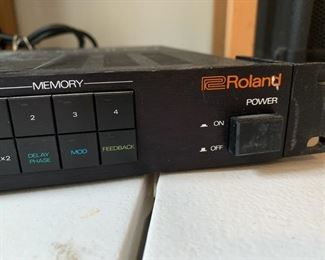 MEMORY
Roland
POWER
2 3 4
ON
×2 DELAY PHASE MOD FEEDBACK
OFF